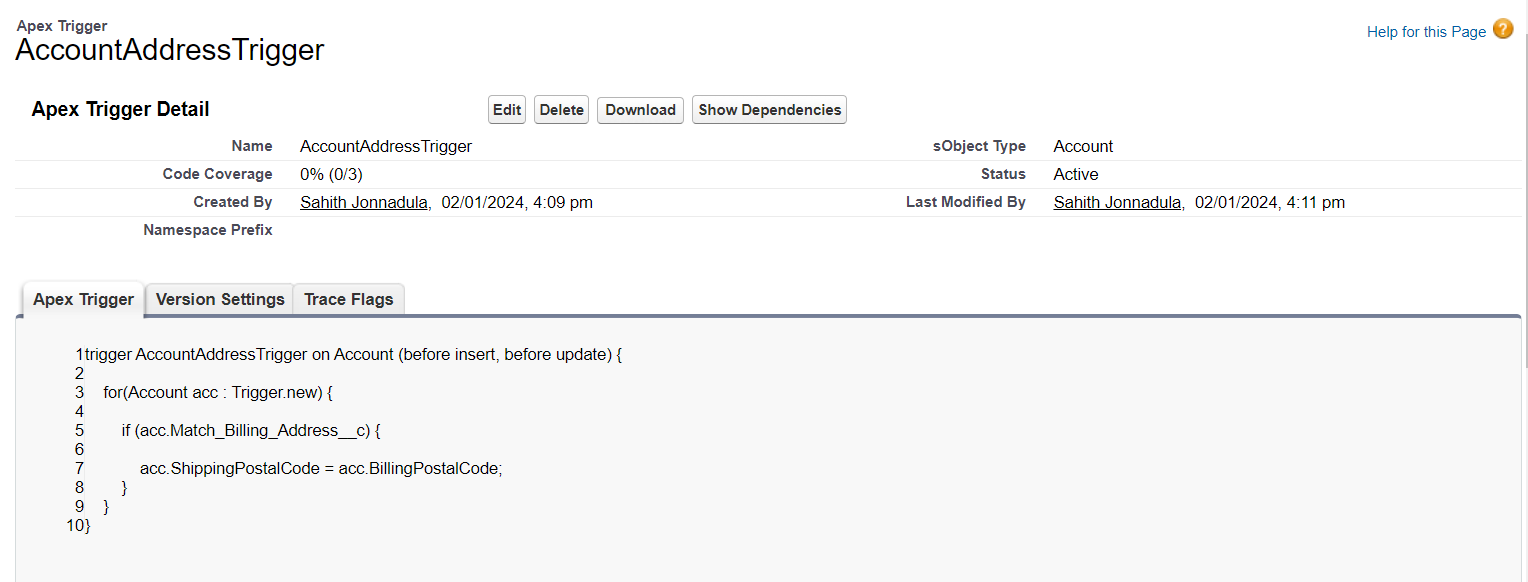 Apex Trigger
AccountAddressTrigger
Help for this Page ?
Apex Trigger Detail
Edit Delete Download Show Dependencies
Name AccountAddressTrigger sObject Type Account
Code Coverage 0% (0/3) Status Active
Created By Sahith Jonnadula, 02/01/2024, 4:09 pm Last Modified By Sahith Jonnadula, 02/01/2024, 4:11 pm
Namespace Prefix
Apex Trigger Version Settings Trace Flags
1trigger AccountAddressTrigger on Account (before insert, before update) {
2
3 for(Account acc : Trigger.new) {
4
5 if (acc.Match_Billing_Address__c) {
6
7 acc.ShippingPostalCode = acc.BillingPostalCode;
8 }
9 }
10}